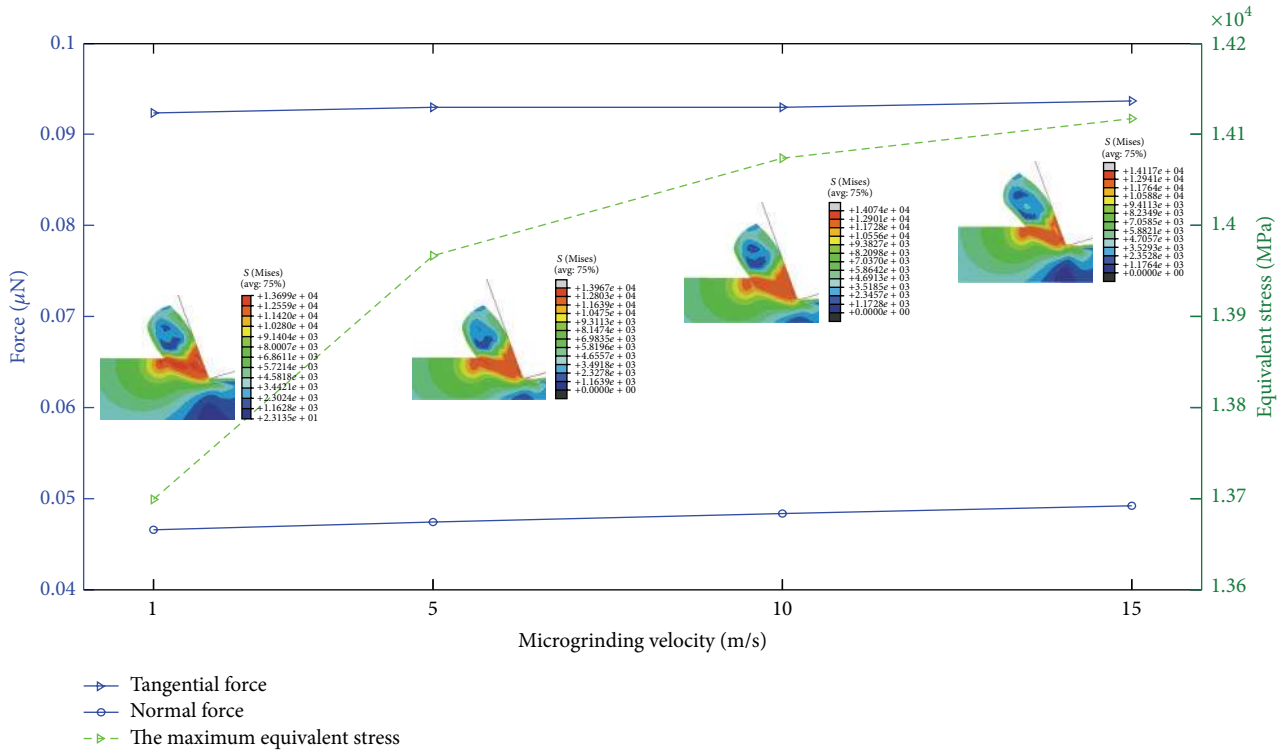 ×10⁴
0.1
0.09
0.08
0.07
0.06
0.05
0.04
Force (μN)
1.42
1.41
1.4
1.39
1.38
1.37
1.36
Equivalent stress (MPa)
S (Mises)
(avg: 75%)
+1.3699e + 04
+1.2559e + 04
+1.1420e + 04
+1.0280e + 04
+9.1404e + 03
+8.0007e + 03
+6.8611e + 03
+5.7214e + 03
+4.5818e + 03
+3.4421e + 03
+2.3024e + 03
+1.1628e + 03
+2.3135e + 01
S (Mises)
(avg: 75%)
+1.3967e + 04
+1.2803e + 04
+1.1639e + 04
+1.0475e + 04
+9.3113e + 03
+8.1474e + 03
+6.9835e + 03
+5.8196e + 03
+4.6557e + 03
+3.4918e + 03
+2.3278e + 03
+1.1639e + 03
+0.0000e + 00
S (Mises)
(avg: 75%)
+1.4074e + 04
+1.2901e + 04
+1.1728e + 04
+1.0556e + 04
+9.3827e + 03
+8.2098e + 03
+7.0370e + 03
+5.8642e + 03
+4.6913e + 03
+3.5185e + 03
+2.3457e + 03
+1.1728e + 03
+0.0000e + 00
S (Mises)
(avg: 75%)
+1.4117e + 04
+1.2941e + 04
+1.1764e + 04
+1.0588e + 04
+9.4113e + 03
+8.2349e + 03
+7.0585e + 03
+5.8821e + 03
+4.7057e + 03
+3.5293e + 03
+2.3528e + 03
+1.1764e + 03
+0.0000e + 00
1 5 10 15
Microgrinding velocity (m/s)
Tangential force
Normal force
The maximum equivalent stress